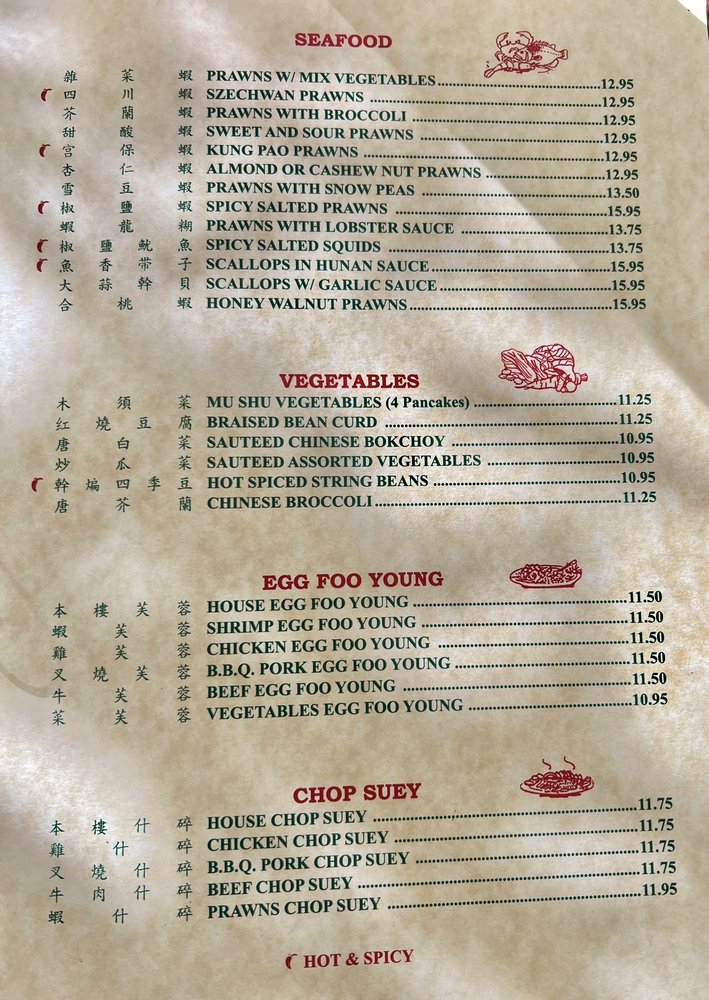 SEAFOOD
雜菜蝦 PRAWNS W/ MIX VEGETABLES 12.95
四川蝦 SZECHWAN PRAWNS 12.95
芥蘭蝦 PRAWNS WITH BROCCOLI 12.95
甜酸蝦 SWEET AND SOUR PRAWNS 12.95
宮保蝦 KUNG PAO PRAWNS 12.95
杏仁蝦 ALMOND OR CASHEW NUT PRAWNS 12.95
雪豆蝦 PRAWNS WITH SNOW PEAS 13.50
椒鹽蝦 SPICY SALTED PRAWNS 15.95
蝦龍糊 PRAWNS WITH LOBSTER SAUCE 13.75
椒鹽魷魚 SPICY SALTED SQUIDS 13.75
魚香帶子 SCALLOPS IN HUNAN SAUCE 15.95
大蒜幹貝 SCALLOPS W/ GARLIC SAUCE 15.95
合桃蝦 HONEY WALNUT PRAWNS 15.95
VEGETABLES
木須菜 MU SHU VEGETABLES (4 Pancakes) 11.25
红燒豆腐 BRAISED BEAN CURD 11.25
唐白菜 SAUTEED CHINESE BOKCHOY 10.95
炒瓜菜 SAUTEED ASSORTED VEGETABLES 10.95
幹煸四季豆 HOT SPICED STRING BEANS 10.95
唐芥蘭 CHINESE BROCCOLI 11.25
EGG FOO YOUNG
本樓芙蓉 HOUSE EGG FOO YOUNG 11.50
蝦芙蓉 SHRIMP EGG FOO YOUNG 11.50
雞芙蓉 CHICKEN EGG FOO YOUNG 11.50
叉燒芙蓉 B.B.Q. PORK EGG FOO YOUNG 11.50
牛芙蓉 BEEF EGG FOO YOUNG 11.50
菜芙蓉 VEGETABLES EGG FOO YOUNG 10.95
CHOP SUEY
本樓什碎 HOUSE CHOP SUEY 11.75
雞什碎 CHICKEN CHOP SUEY 11.75
叉燒什碎 B.B.Q. PORK CHOP SUEY 11.75
牛肉什碎 BEEF CHOP SUEY 11.75
蝦什碎 PRAWNS CHOP SUEY 11.95
HOT & SPICY